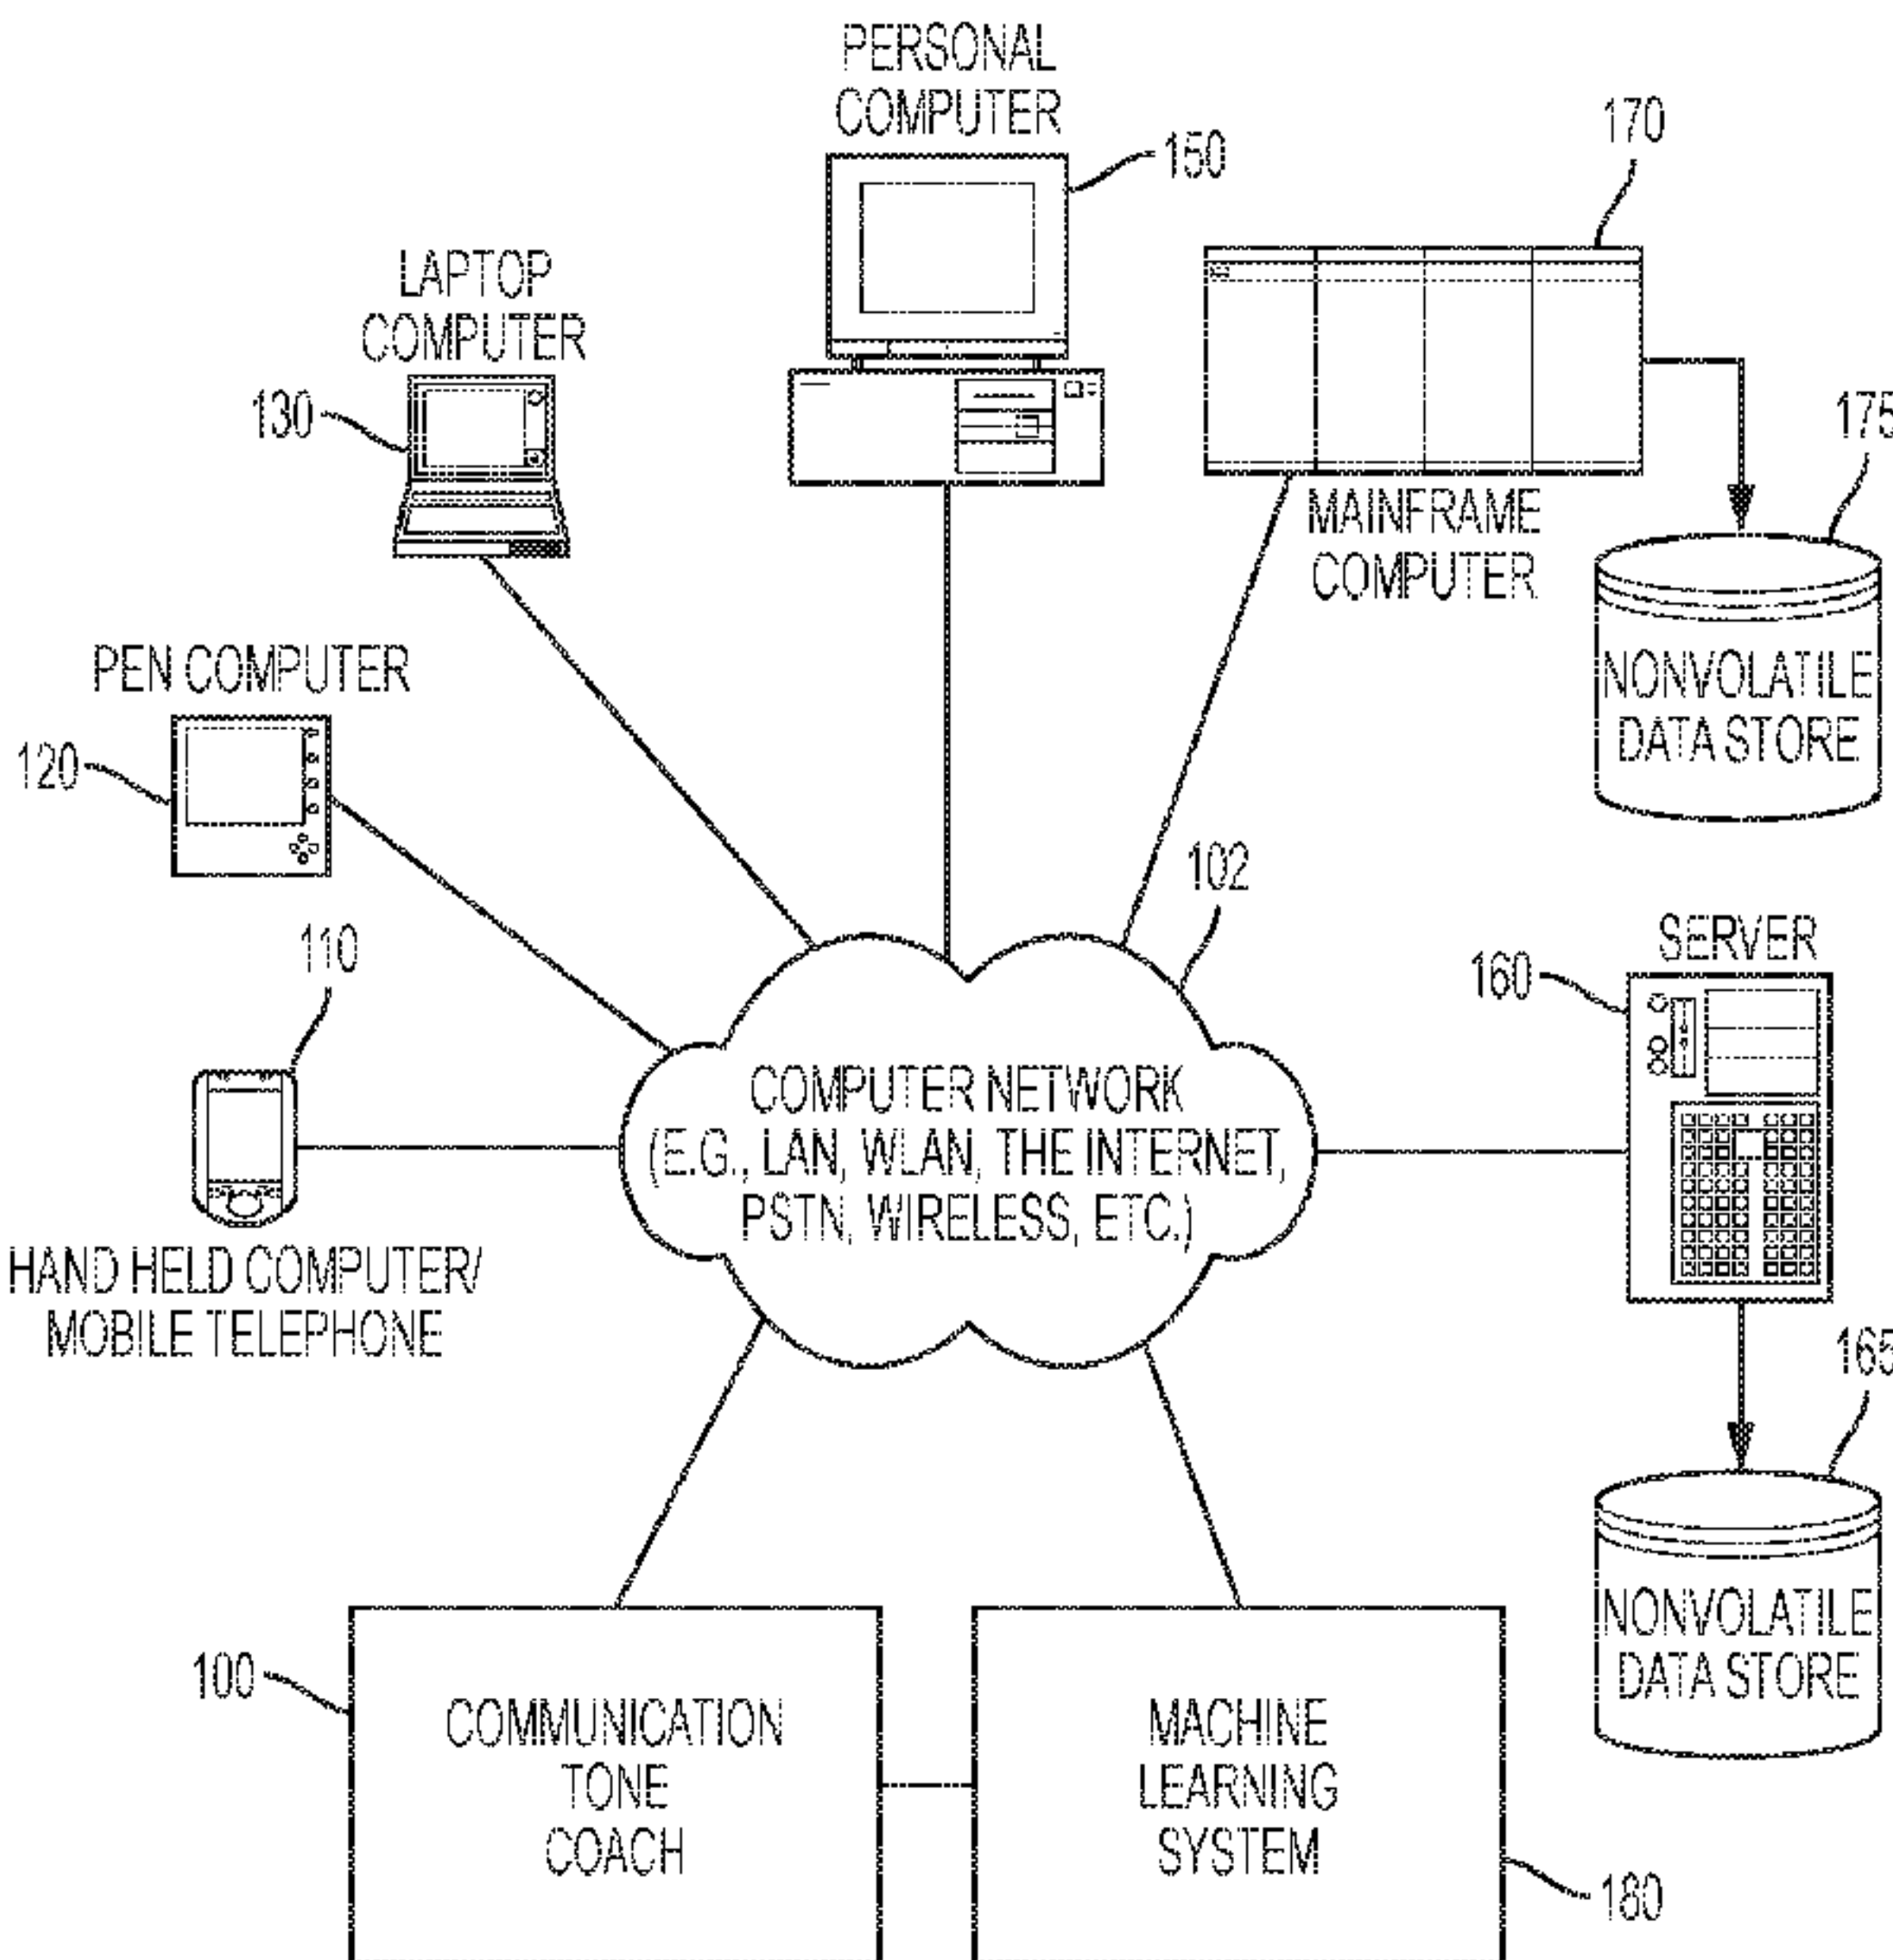 PERSONAL
COMPUTER
150
170
LAPTOP
COMPUTER
130
175
MAINFRAME
COMPUTER
NONVOLATILE
DATA STORE
PEN COMPUTER
120
102
110
SERVER
160
COMPUTER NETWORK
(E.G., LAN, WLAN, THE INTERNET,
PSTN, WIRELESS, ETC.)
HAND HELD COMPUTER/
MOBILE TELEPHONE
165
NONVOLATILE
DATA STORE
100
COMMUNICATION
TONE
COACH
MACHINE
LEARNING
SYSTEM
180